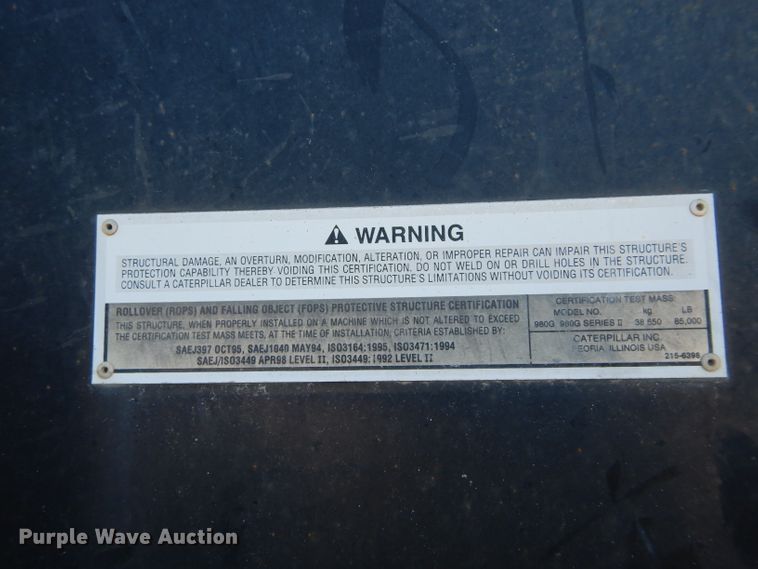 WARNING
STRUCTURAL DAMAGE, AN OVERTURN, MODIFICATION, ALTERATION, OR IMPROPER REPAIR CAN IMPAIR THIS STRUCTURE'S
PROTECTION CAPABILITY THEREBY VOIDING THIS CERTIFICATION. DO NOT WELD ON OR DRILL HOLES IN THE STRUCTURE.
CONSULT A CATERPILLAR DEALER TO DETERMINE THIS STRUCTURE'S LIMITATIONS WITHOUT VOIDING ITS CERTIFICATION.
ROLLOVER (ROPS) AND FALLING OBJECT (FOPS) PROTECTIVE STRUCTURE CERTIFICATION
THIS STRUCTURE, WHEN PROPERLY INSTALLED ON A MACHINE WHICH IS NOT ALTERED TO EXCEED
THE CERTIFICATION TEST MASS MEETS, AT TIME OF INSTALLATION, CRITERIA ESTABLISHED BY:
SAEJ397 OCT95, SAEJ1040 MAY94, ISO3164:1995, ISO3471:1994
SAEJ/ISO3449 APR98 LEVEL II, ISO3449:1992 LEVEL II
CERTIFICATION TEST MASS
MODEL NO. kg LB
980G 980G SERIES II 38 550 85,000
CATERPILLAR INC.
EORIA, ILLINOIS USA
215-6396
Purple Wave Auction